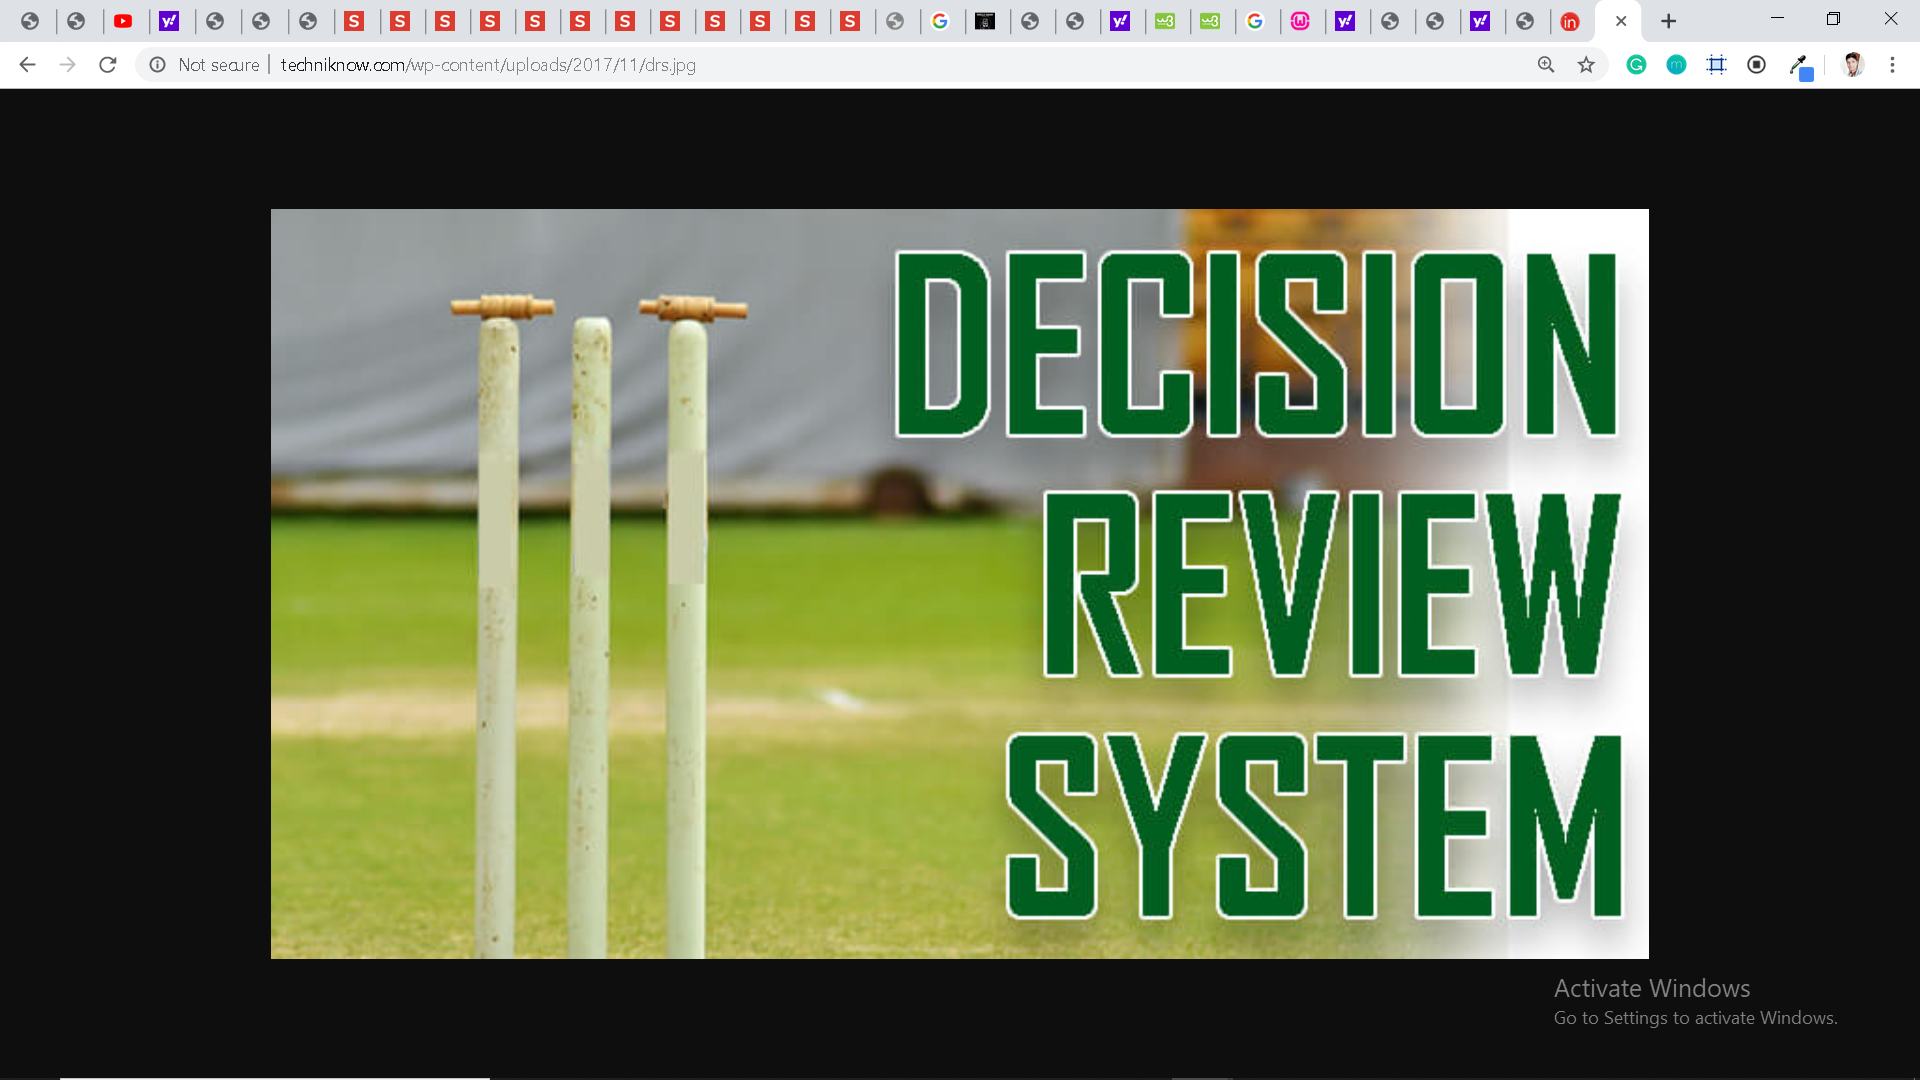 Not secure
techniknow.com/wp-content/uploads/2017/11/drs.jpg
DECISION
REVIEW
SYSTEM
Activate Windows
Go to Settings to activate Windows.